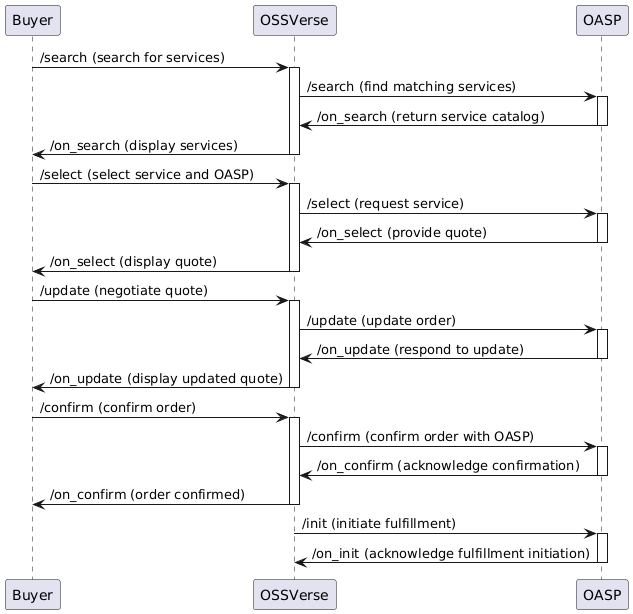 Buyer OSSVerse OASP
/search (search for services)
/search (find matching services)
/on_search (return service catalog)
/on_search (display services)
/select (select service and OASP)
/select (request service)
/on_select (provide quote)
/on_select (display quote)
/update (negotiate quote)
/update (update order)
/on_update (respond to update)
/on_update (display updated quote)
/confirm (confirm order)
/confirm (confirm order with OASP)
/on_confirm (acknowledge confirmation)
/on_confirm (order confirmed)
/init (initiate fulfillment)
/on_init (acknowledge fulfillment initiation)
Buyer OSSVerse OASP